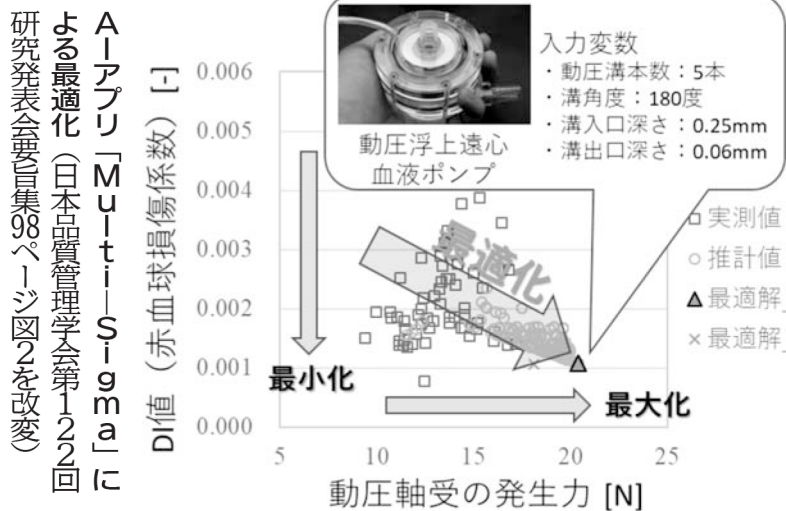 AIアプリ「Multi―Sigma」に
よる最適化(日本品質管理学会第122回
研究発表会要旨集98ページ図2を改変)
動圧浮上遠心
血液ポンプ
入力変数
・動圧溝本数:5本
・溝角度:180度
・溝入口深さ:0.25mm
・溝出口深さ:0.06mm
DI値(赤血球損傷係数) [-]
0.006
0.005
0.004
0.003
0.002
0.001
0.000
最適化
最小化
最大化
実測値
推計値
最適解_
最適解_
5
10
15
20
25
動圧軸受の発生力 [N]